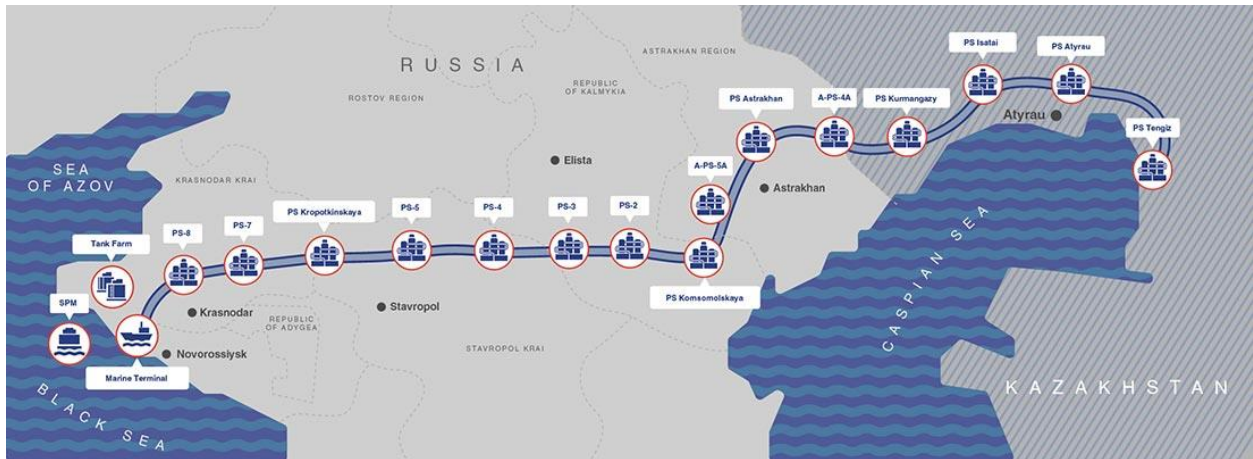 RUSSIA
ROSTOV REGION
ASTRAKHAN REGION
REPUBLIC
OF KALMYKIA
PS Isatai
PS Atyrau
PS Astrakhan
A-PS-4A
PS Kurmangazy
Atyrau
PS Tengiz
SEA
OF AZOV
KRASNODAR KRAI
Elista
A-PS-5A
Astrakhan
Tank Farm
PS-8
PS-7
PS Kropotkinskaya
PS-5
PS-4
PS-3
PS-2
PS Komsomolskaya
SPM
Krasnodar
Stavropol
REPUBLIC
OF ADYGEA
Novorossiysk
STAVROPOL KRAI
Marine Terminal
BLACK SEA
CASPIAN SEA
KAZAKHSTAN